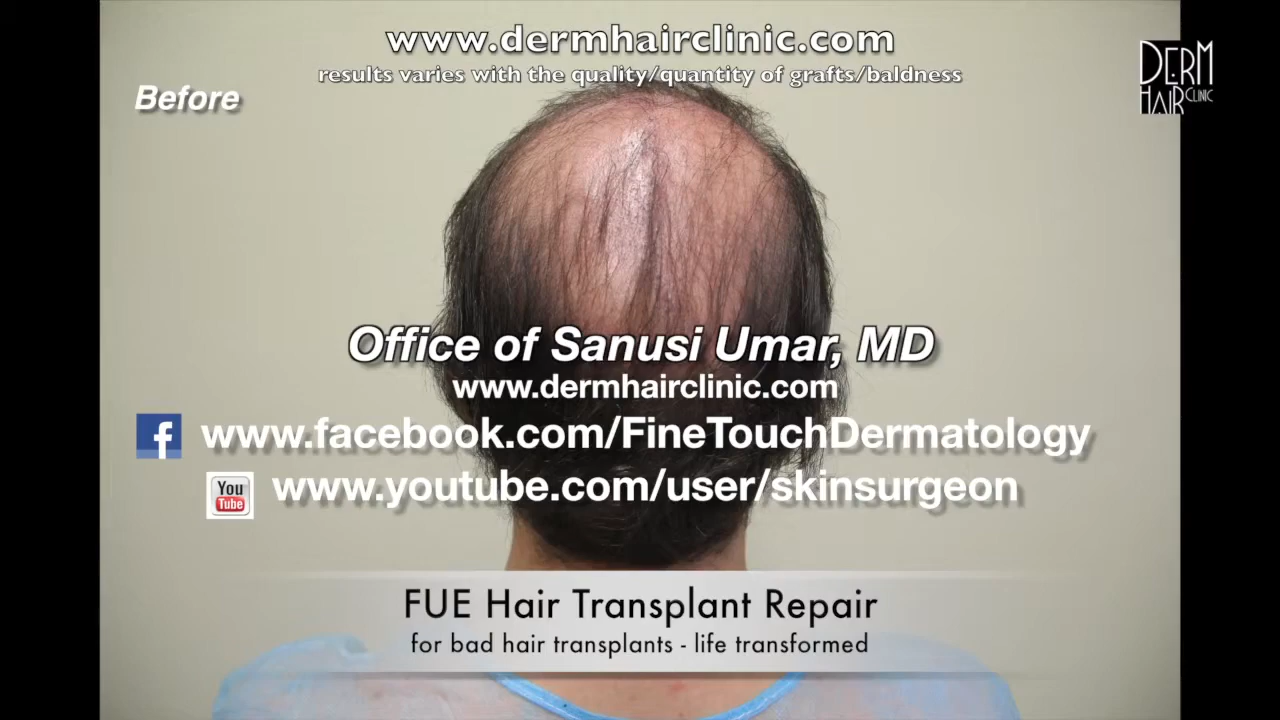 www.dermhairclinic.com
results varies with the quality/quantity of grafts/baldness
Before
DERM
HAIR CLINIC
Office of Sanusi Umar, MD
www.dermhairclinic.com
f www.facebook.com/FineTouchDermatology
You
Tube
www.youtube.com/user/skinsurgeon
FUE Hair Transplant Repair
for bad hair transplants - life transformed